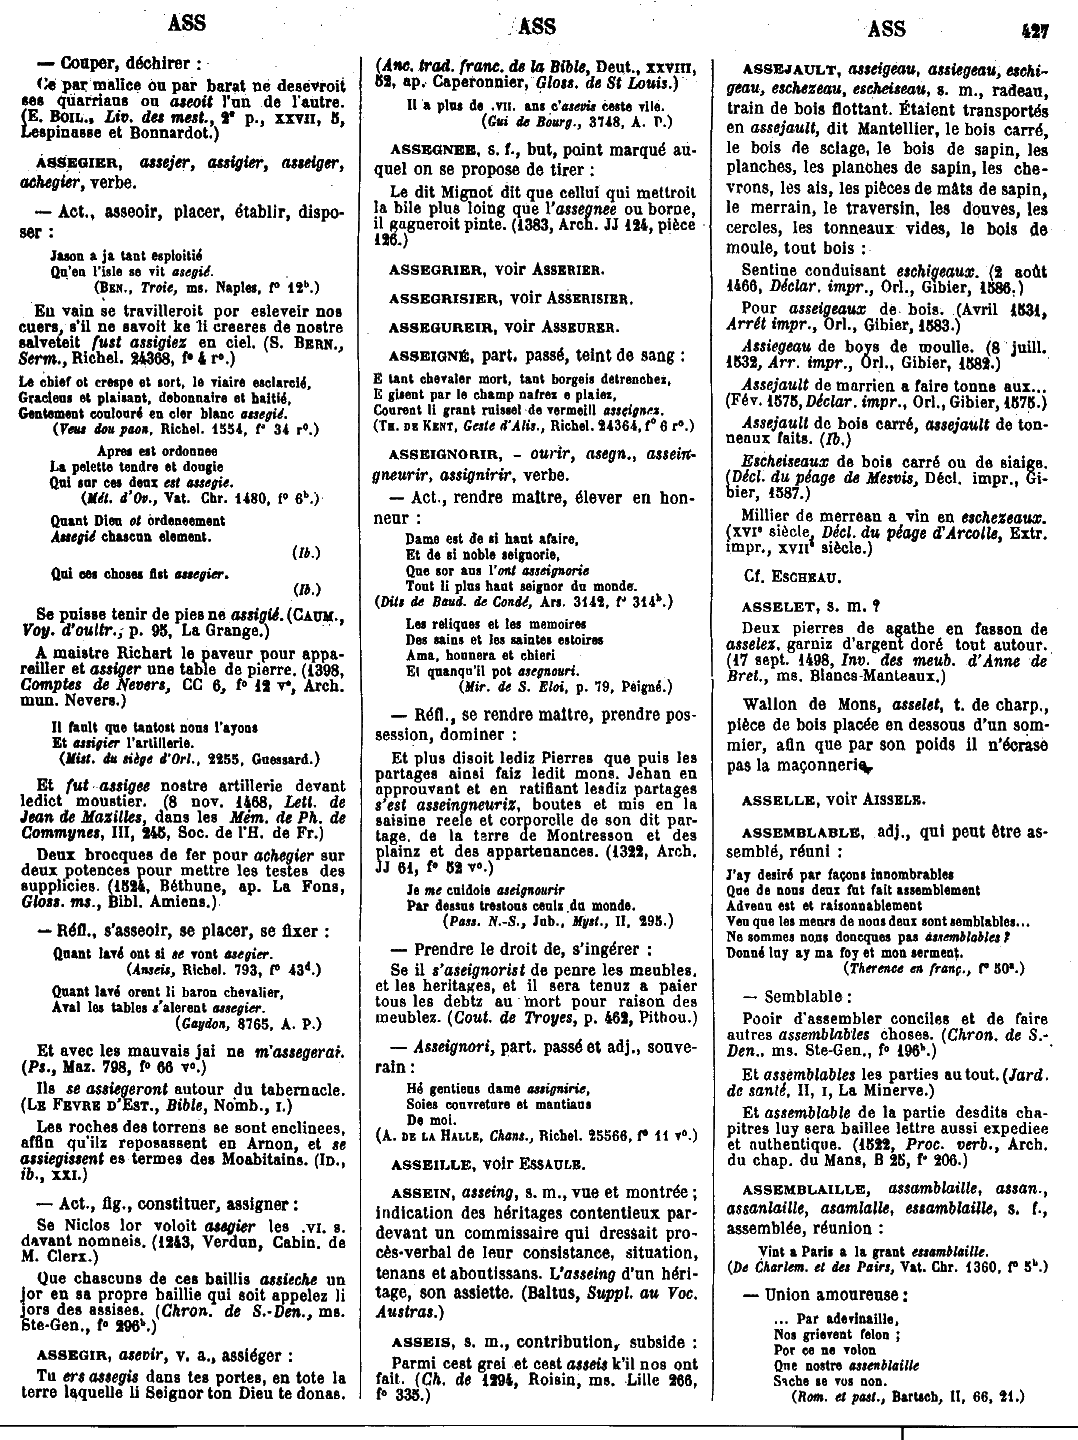 ASS
ASS
ASS 427
— Couper, déchirer :
Ce par malice ou par barat ne desevroit
ses quarriaus ou aseoit l'un de l'autre.
(E. BOIL., Liv. des mest., 2e p., XXVII, 5,
Lespinasse et Bonnardot.)
ASSEGIER, assejer, assigier, asseiger,
achegier, verbe.
— Act., asseoir, placer, établir, dispo-
ser :
Jason a ja tant esploitié
Qu'en l'isle se vit asegié.
(BEN., Troie, ms. Naples, f° 12b.)
En vain se travilleroit por esleveir nos
cuers, s'il ne savoit ke li creeres de nostre
salveteit fust assigiez en ciel. (S. BERN.,
Serm., Richel. 24368, f° 4 r°.)
Le chief ot crespe et sort, le viaire esclarcié,
Gracieus et plaisant, debonnaire et haitié,
Gentement coulouré en cler blanc assegié.
(Veus dou paon, Richel. 1554, f° 34 r°.)
Apres est ordonnee
La pelette tendre et dougie
Qui sur ces deux est assegie.
(Mét. d'Ov., Vat. Chr. 1480, f° 6b.)
Quant Dieu ot ordeneement
Assegié chascun element.
(Ib.)
Qui ces choses fist assegier.
(Ib.)
Se puisse tenir de pies ne assigié. (CAUM.,
Voy. d'oultr., p. 95, La Grange.)
A maistre Richart le paveur pour appa-
reiller et assiger une table de pierre. (1398,
Comptes de Nevers, CC 6, f° 12 v°, Arch.
mun. Nevers.)
Il fault que tantost nous l'ayons
Et assigier l'artillerie.
(Mist. du siège d'Orl., 2255, Guessard.)
Et fut assigee nostre artillerie devant
ledict moustier. (8 nov. 1468, Lett. de
Jean de Mazilles, dans les Mém. de Ph. de
Commynes, III, 245, Soc. de l'H. de Fr.)
Deux brocques de fer pour achegier sur
deux potences pour mettre les testes des
supplicies. (1524, Béthune, ap. La Fons,
Gloss. ms., Bibl. Amiens.)
— Réfl., s'asseoir, se placer, se fixer :
Quant lavé ont si se vont asegier.
(Anseis, Richel. 793, f° 43d.)
Quant lavé orent li baron chevalier,
Aval les tables s'alerent assegier.
(Gaydon, 8765, A. P.)
Et avec les mauvais jai ne m'assegerai.
(Ps., Maz. 798, f° 66 v°.)
Ils se assiegeront autour du tabernacle.
(LE FEVRE D'EST., Bible, Nomb., I.)
Les roches des torrens se sont enclinees,
affin qu'ilz reposassent en Arnon, et se
assiegissent es termes des Moabitains. (ID.,
ib., XXI.)
— Act., fig., constituer, assigner :
Se Niclos lor voloit asegier les .VI. s.
davant nomneis. (1243, Verdun, Cabin. de
M. Clerx.)
Que chascuns de ces baillis assieche un
jor en sa propre baillie qui soit appelez li
jors des assises. (Chron. de S.-Den., ms.
Ste-Gen., f° 296b.)
ASSEGIR, asevir, v. a., assiéger :
Tu ers assegis dans tes portes, en tote la
terre laquelle li Seignor ton Dieu te donas.
(Anc. trad. franc. de la Bible, Deut., XXVIII,
52, ap. Caperonnier, Gloss. de St Louis.)
Il a plus de .VII. ans c'asevis ceste vile.
(Gui de Bourg., 3748, A. P.)
ASSEGNEE, s. f., but, point marqué au-
quel on se propose de tirer :
Le dit Mignot dit que cellui qui mettroit
la bile plus loing que l'assegnee ou borne,
il gagneroit pinte. (1383, Arch. JJ 124, pièce
126.)
ASSEGRIER, voir ASSERIER.
ASSEGRISIER, voir ASSERISIER.
ASSEGUREIR, voir ASSEURER.
ASSEIGNÉ, part. passé, teint de sang :
E tant chevaler mort, tant borgeis detrenchez,
E gisent par le champ nafrez e plaiez,
Courent li grant ruissel de vermeill asseignez.
(TH. DE KENT, Geste d'Alis., Richel. 24364, f° 6 r°.)
ASSEIGNORIR, - ourir, asegn., assein-
gneurir, assignirir, verbe.
— Act., rendre maître, élever en hon-
neur :
Dame est de si haut afaire,
Et de si noble seignorie,
Que sor aus l'ont asseignorie
Tout li plus haut seignor du monde.
(Dits de Baud. de Condé, Ars. 3142, f° 314b.)
Les reliques et les memoires
Des sains et les saintes estoires
Ama, hounera et chieri
Et quanqu'il pot asegnouri.
(Mir. de S. Eloi, p. 79, Peigné.)
— Réfl., se rendre maître, prendre pos-
session, dominer :
Et plus disoit lediz Pierres que puis les
partages ainsi faiz ledit mons. Jehan en
approuvant et en ratifiant lesdiz partages
s'est asseingneuriz, boutes et mis en la
saisine reele et corporelle de son dit par-
tage. de la terre de Montresson et des
plainz et des appartenances. (1322, Arch.
JJ 61, f° 52 v°.)
Je me cuidoie aseignourir
Par dessus trestous ceulz du monde.
(Pass. N.-S., Jub., Myst., II, 295.)
— Prendre le droit de, s'ingérer :
Se il s'aseignorist de penre les meubles,
et les heritages, et il sera tenuz a paier
tous les debtz au mort pour raison des
meublez. (Cout. de Troyes, p. 462, Pithou.)
— Asseignori, part. passé et adj., souve-
rain :
Hé gentieus dame assignirie,
Soies couvreture et mantiaus
De moi.
(A. DE LA HALLE, Chans., Richel. 25566, f° 11 v°.)
ASSEILLE, voir ESSAULE.
ASSEIN, asseing, s. m., vue et montrée ;
indication des héritages contentieux par-
devant un commissaire qui dressait pro-
cès-verbal de leur consistance, situation,
tenans et aboutissans. L'asseing d'un héri-
tage, son assiette. (Baltus, Suppl. au Voc.
Austras.)
ASSEIS, s. m., contribution, subside :
Parmi cest grei et cest asseis k'il nos ont
fait. (Ch. de 1294, Roisin, ms. Lille 266,
f° 335.)
ASSEJAULT, asseigeau, assiegeau, eschi-
geau, eschezeau, escheiseau, s. m., radeau,
train de bois flottant. Étaient transportés
en assejault, dit Mantellier, le bois carré,
le bois de sciage, le bois de sapin, les
planches, les planches de sapin, les che-
vrons, les ais, les pièces de mâts de sapin,
le merrain, le traversin, les douves, les
cercles, les tonneaux vides, le bois de
moule, tout bois :
Sentine conduisant eschigeaux. (2 août
1466, Déclar. impr., Orl., Gibier, 1586.)
Pour asseigeaux de bois. (Avril 1531,
Arrêt impr., Orl., Gibier, 1583.)
Assiegeau de boys de moulle. (8 juill.
1532, Arr. impr., Orl., Gibier, 1582.)
Assejault de marrien a faire tonne aux...
(Fév. 1575, Déclar. impr., Orl., Gibier, 1575.)
Assejault de bois carré, assejault de ton-
neaux faits. (Ib.)
Escheiseaux de bois carré ou de siaige.
(Décl. du péage de Mesvis, Décl. impr., Gi-
bier, 1587.)
Millier de merrean a vin en eschezeaux.
(XVIe siècle, Décl. du péage d'Arcolle, Extr.
impr., XVIIe siècle.)
Cf. ESCHEAU.
ASSELET, s. m. ?
Deux pierres de agathe en fasson de
asselez, garniz d'argent doré tout autour.
(17 sept. 1498, Inv. des meub. d'Anne de
Bret., ms. Blancs-Manteaux.)
Wallon de Mons, asselet, t. de charp.,
pièce de bois placée en dessous d'un som-
mier, afin que par son poids il n'écrase
pas la maçonnerie.
ASSELLE, voir AISSELE.
ASSEMBLABLE, adj., qui peut être as-
semblé, réuni :
J'ay desiré par façons innombrables
Que de nous deux fut fait assemblement
Advenu est et raisonnablement
Veu que les meurs de nous deux sont semblables...
Ne sommes nous doncques pas assemblables ?
Donné luy ay ma foy et mon serment.
(Therence en franç., f° 50a.)
— Semblable :
Pooir d'assembler conciles et de faire
autres assemblables choses. (Chron. de S.-
Den., ms. Ste-Gen., f° 196b.)
Et assemblables les parties au tout. (Jard.
de santé, II, I, La Minerve.)
Et assemblable de la partie desdits cha-
pitres luy sera baillee lettre aussi expediee
et authentique. (1522, Proc. verb., Arch.
du chap. du Mans, B 25, f° 206.)
ASSEMBLAILLE, assamblaille, assan.,
assanlaille, asamlalle, essamblaille, s. f.,
assemblée, réunion :
Vint a Paris a la grant essamblaille.
(De Charlem. et des Pairs, Vat. Chr. 1360, f° 5b.)
— Union amoureuse :
... Par adevinaille,
Nos grievent felon ;
Por ce ne volon
Que nostre assenblaille
Sache se vos non.
(Rom. et past., Bartsch, II, 66, 21.)